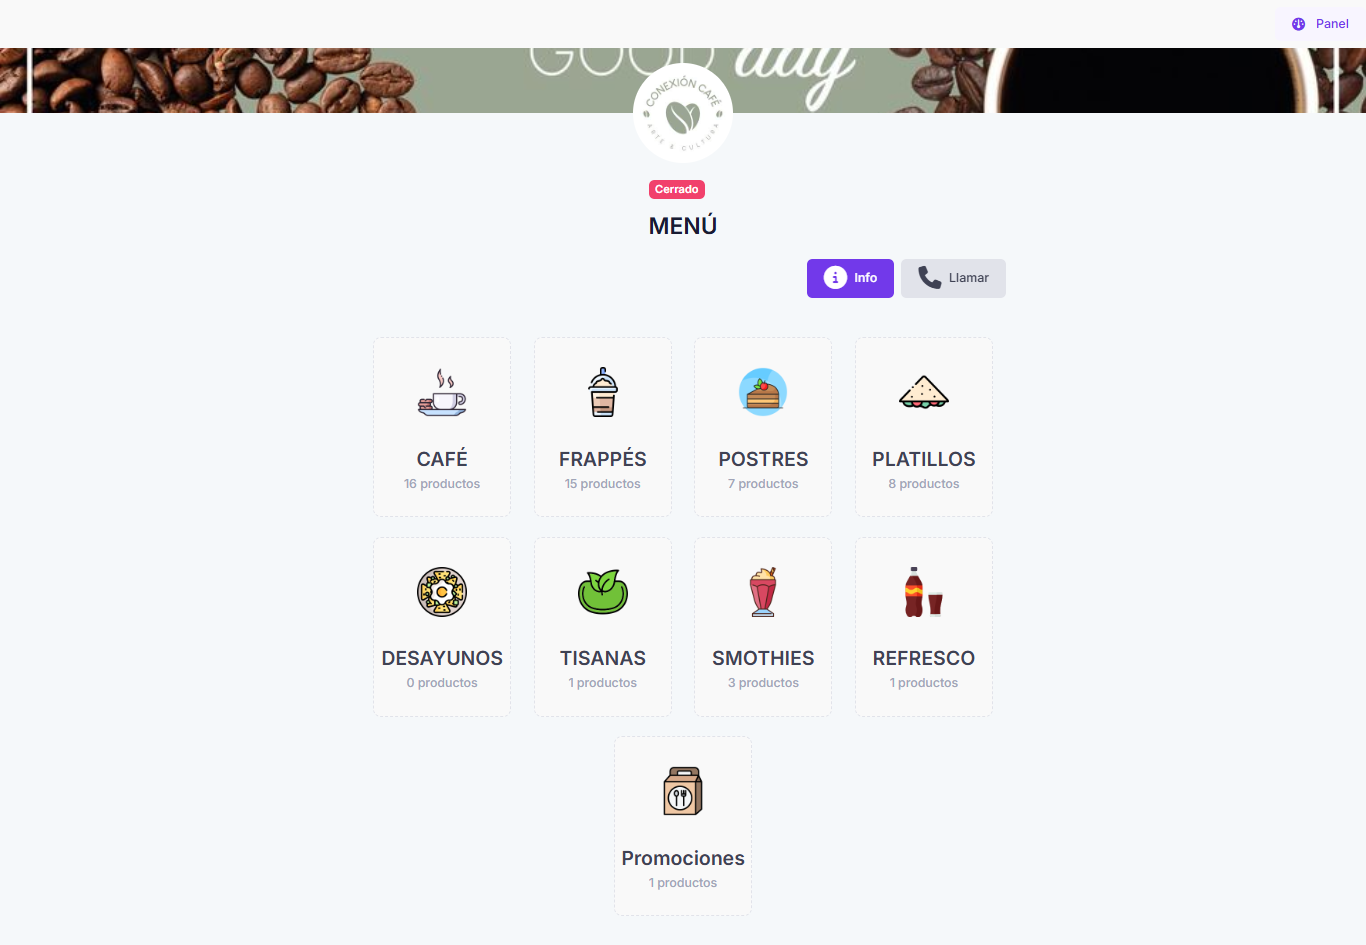 Panel
GOOD day
CONEXIÓN CAFÉ
ARTE & CULTURA
Cerrado
MENÚ
Info
Llamar
CAFÉ
16 productos
FRAPPÉS
15 productos
POSTRES
7 productos
PLATILLOS
8 productos
DESAYUNOS
0 productos
TISANAS
1 productos
SMOTHIES
3 productos
REFRESCO
1 productos
Promociones
1 productos